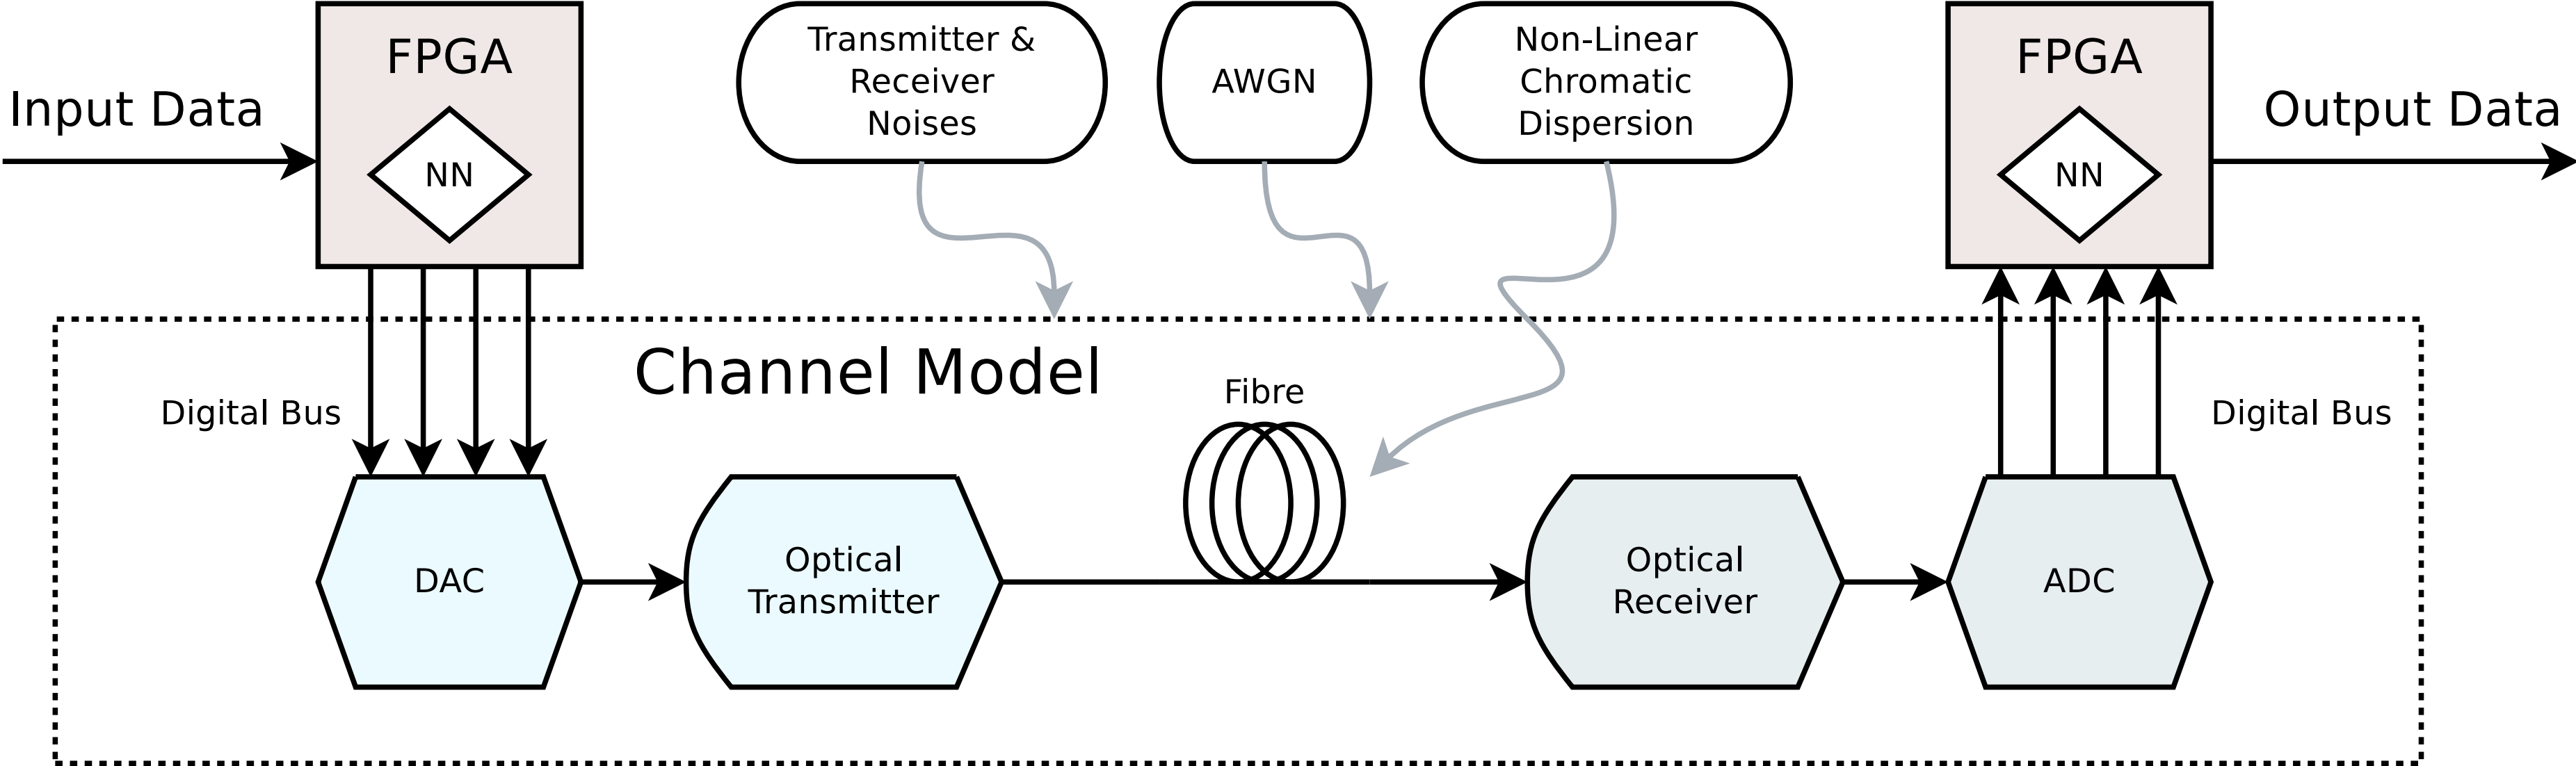 Input Data
FPGA
NN
Transmitter &
Receiver
Noises
AWGN
Non-Linear
Chromatic
Dispersion
FPGA
NN
Output Data
Channel Model
Digital Bus
Fibre
Digital Bus
DAC
Optical
Transmitter
Optical
Receiver
ADC